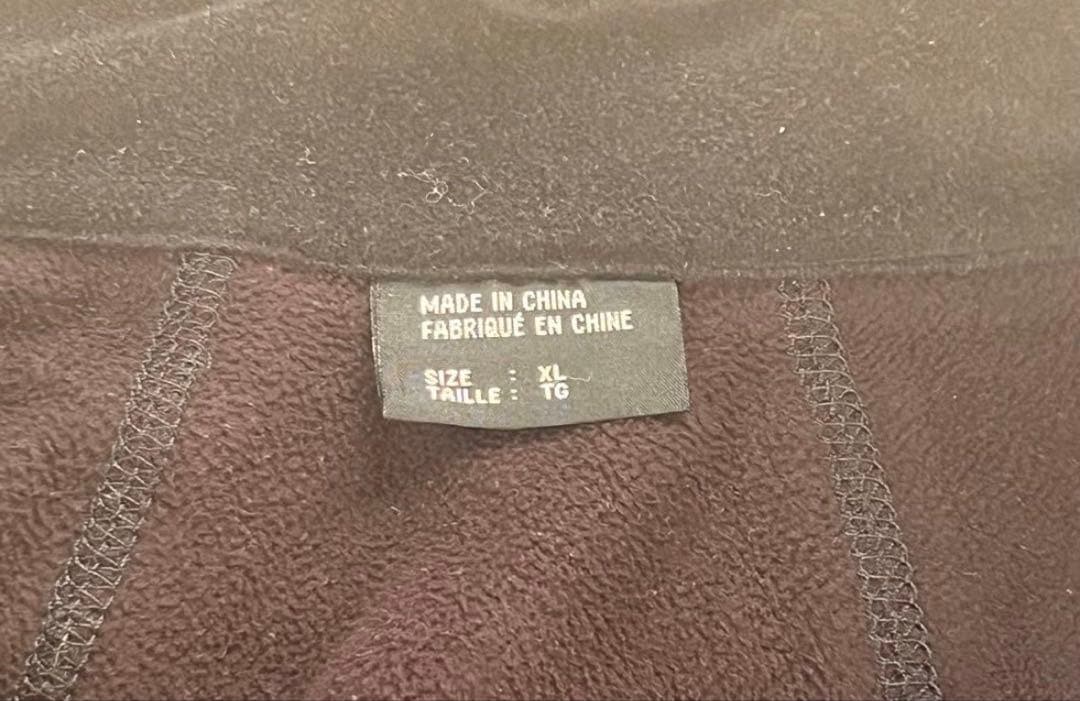 MADE IN CHINA
FABRIQUÉ EN CHINE
SIZE : XL
TAILLE : TG